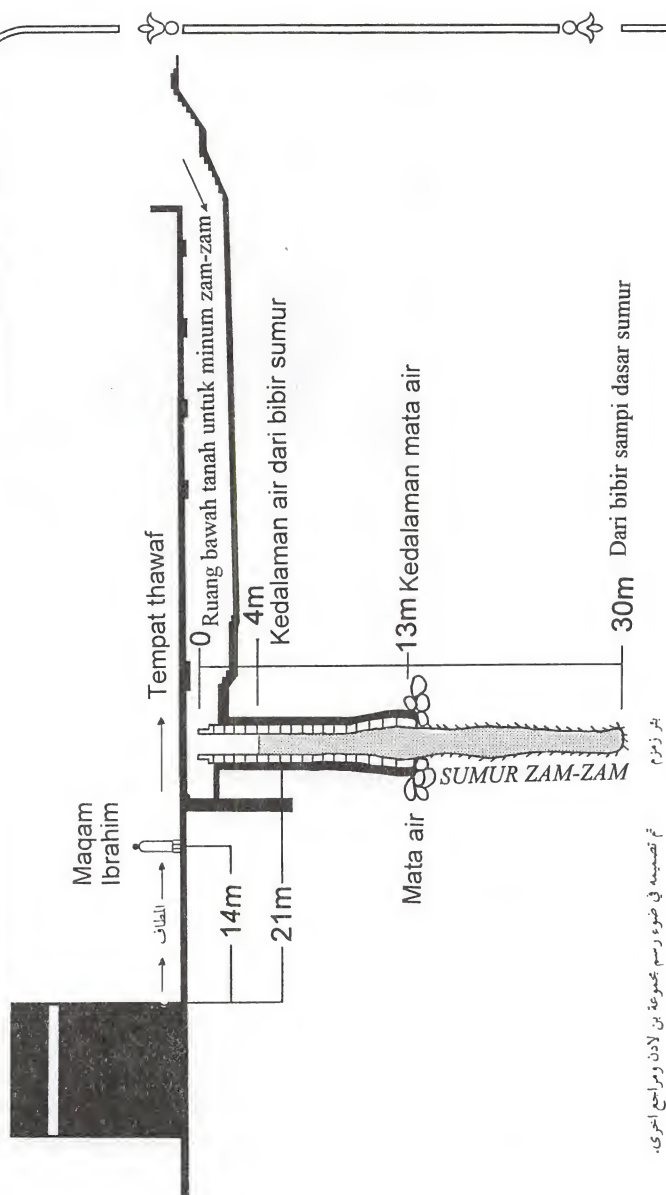 Maqam
Ibrahim
المطاف
Tempat thawaf
14m
21m
0
Ruang bawah tanah untuk minum zam-zam
4m
Kedalaman air dari bibir sumur
13m Kedalaman mata air
Mata air
SUMUR ZAM-ZAM
30m Dari bibir sampi dasar sumur
بئر زمزم
تم تصميمه في ضوء رسم مجموعة بن لادن ومراجع اخرى.